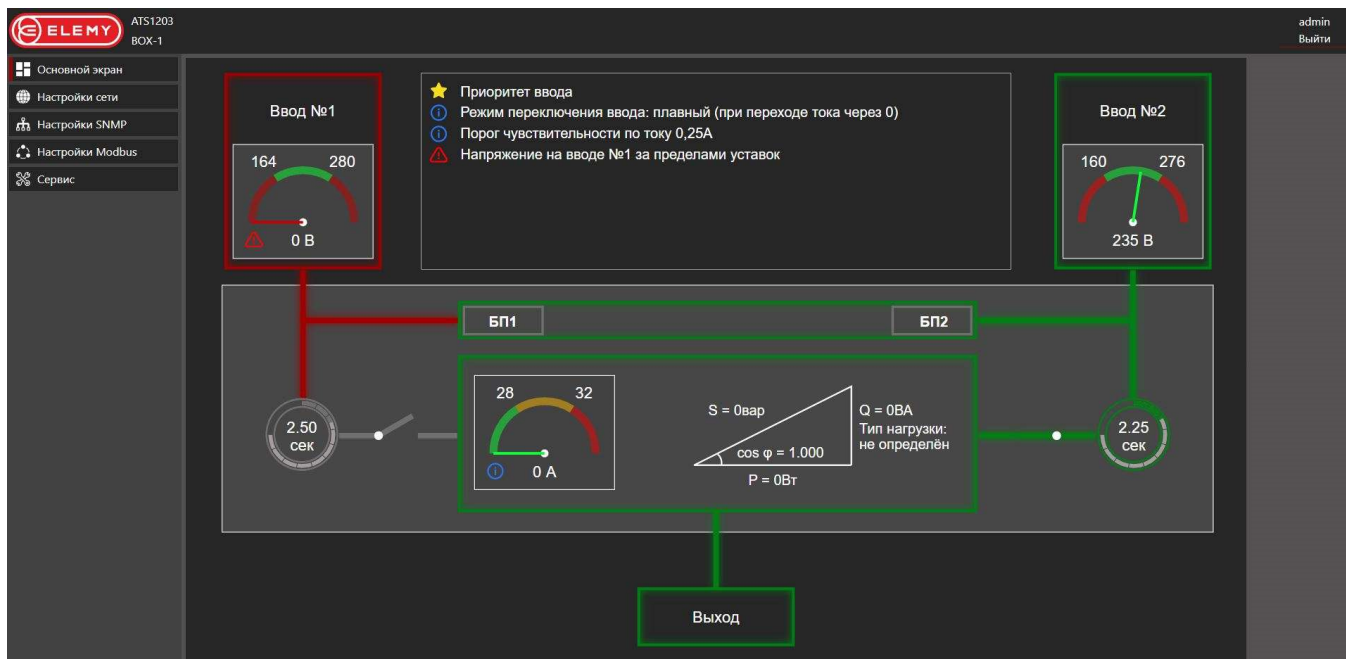 ELEMY
ATS1203
BOX-1
admin
Выйти
Основной экран
Настройки сети
Настройки SNMP
Настройки Modbus
Сервис
Ввод №1
164 280
0 В
Приоритет ввода
Режим переключения ввода: плавный (при переходе тока через 0)
Порог чувствительности по току 0,25А
Напряжение на вводе №1 за пределами уставок
Ввод №2
160 276
235 В
БП1
БП2
2.50
сек
28 32
0 А
S = 0вар
cos φ = 1.000
P = 0Вт
Q = 0ВА
Тип нагрузки:
не определён
2.25
сек
Выход